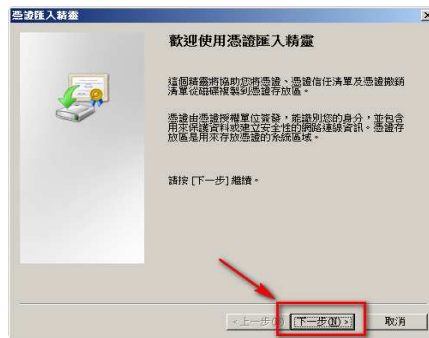 憑證匯入精靈
歡迎使用憑證匯入精靈
這個精靈將協助您將憑證、憑證信任清單及憑證撤銷
清單從磁碟複製到憑證存放區。
憑證由憑證授權單位簽發，能識別您的身分，並包含
用來保護資料或建立安全性的網路連線資訊。憑證存
放區是用來存放憑證的系統區域。
請按 [下一步] 繼續。
<上一步 下一步(N) > 取消